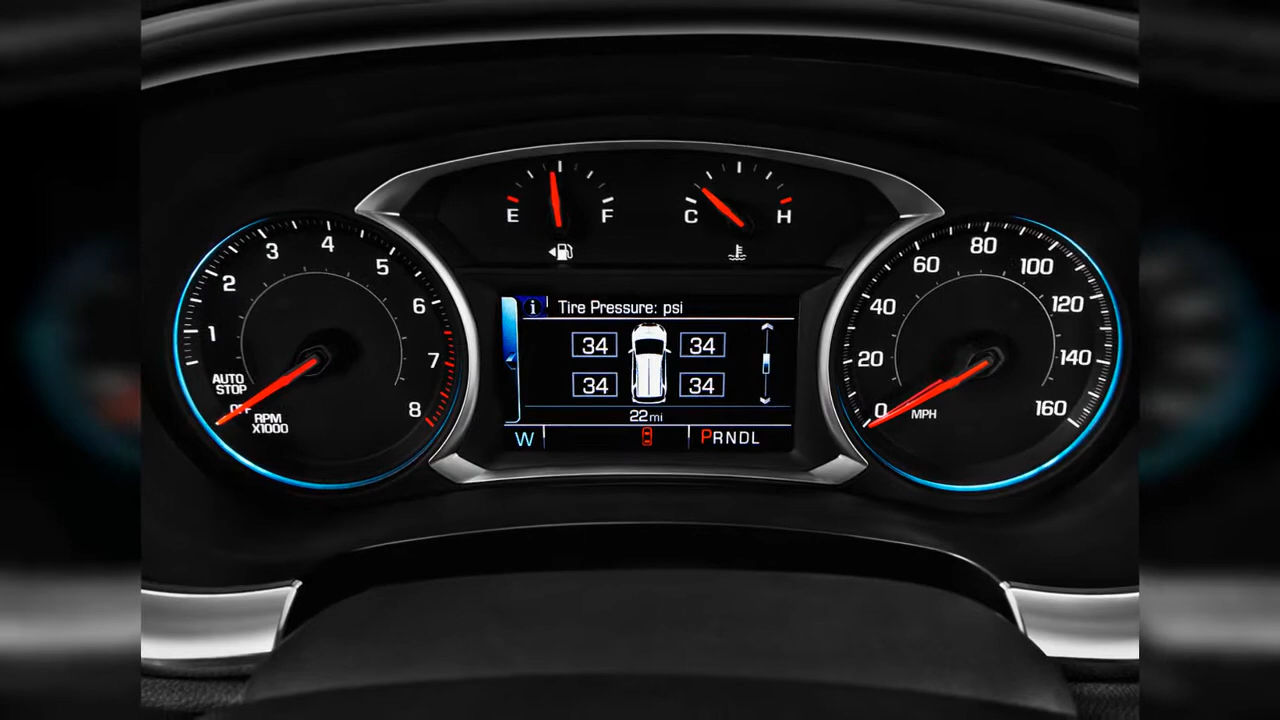 E F
C H
1 2 3 4 5 6 7 8
AUTO
STOP
OFF
RPM
X1000
i Tire Pressure: psi
34 34
34 34
22mi
W PRNDL
0 20 40 60 80 100 120 140 160
MPH